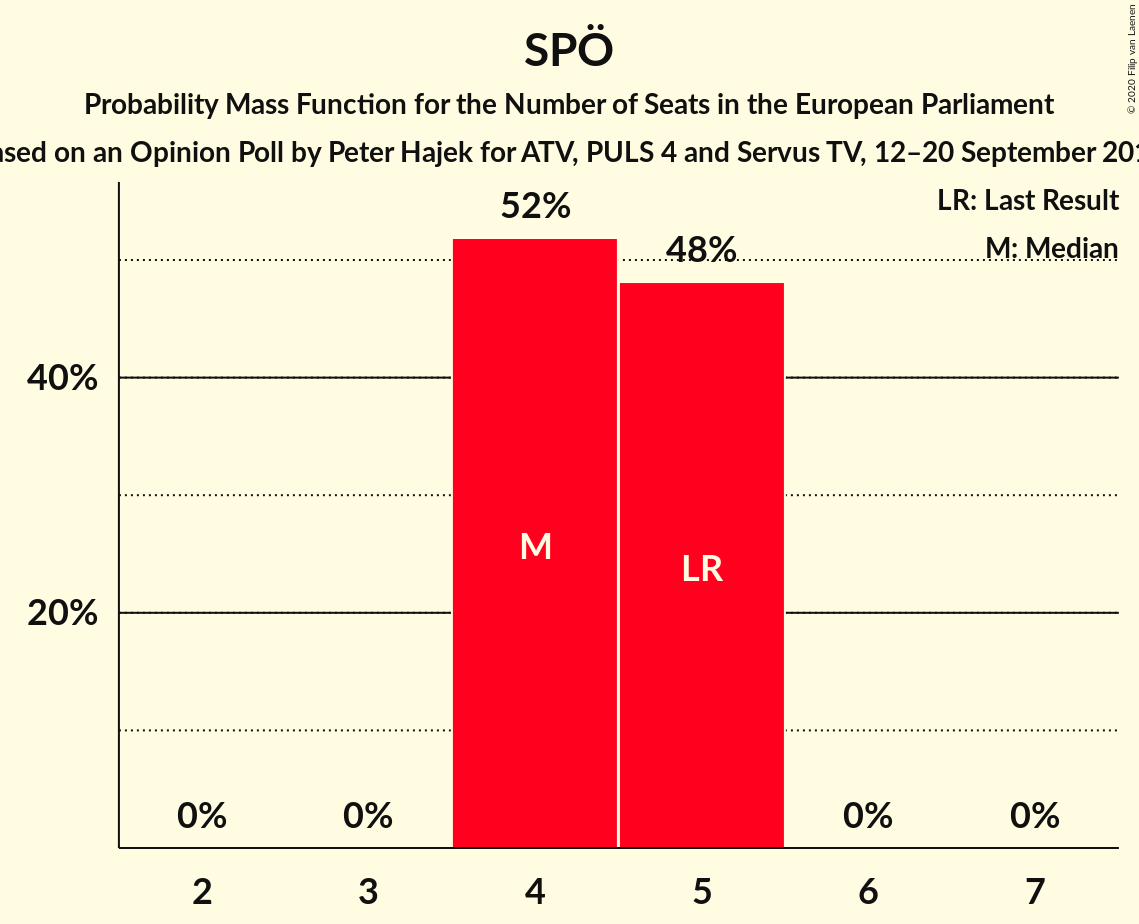 SPÖ
Probability Mass Function for the Number of Seats in the European Parliament
on an Opinion Poll by Peter Hajek for ATV, PULS 4 and Servus TV, 12–20 September
LR: Last Result
M: Median
52%
48%
40%
20%
M
LR
0%
0%
0%
0%
2
3
4
5
6
7
© 2020 Filip van Laenen